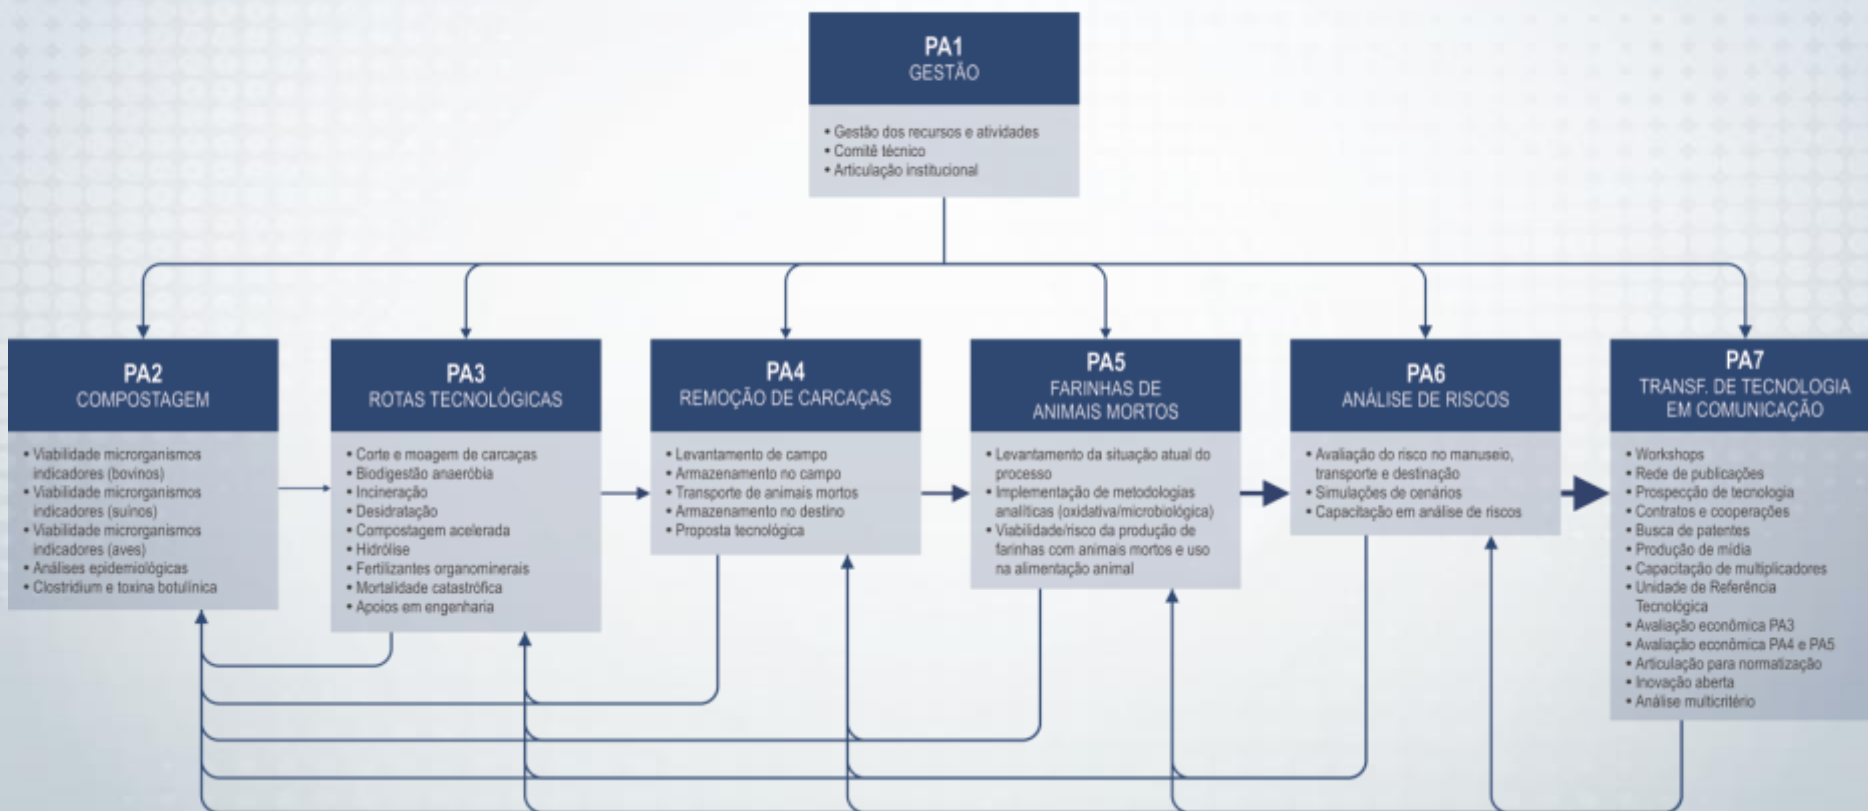 PA1
GESTÃO
• Gestão dos recursos e atividades
• Comitê técnico
• Articulação institucional
PA2
COMPOSTAGEM
• Viabilidade microrganismos
indicadores (bovinos)
• Viabilidade microrganismos
indicadores (suínos)
• Viabilidade microrganismos
indicadores (aves)
• Análises epidemiológicas
• Clostridium e toxina botulínica
PA3
ROTAS TECNOLÓGICAS
• Corte e moagem de carcaças
• Biodigestão anaeróbia
• Incineração
• Desidratação
• Compostagem acelerada
• Hidrólise
• Fertilizantes organominerais
• Mortalidade catastrófica
• Apoios em engenharia
PA4
REMOÇÃO DE CARCAÇAS
• Levantamento de campo
• Armazenamento no campo
• Transporte de animais mortos
• Armazenamento no destino
• Proposta tecnológica
PA5
FARINHAS DE
ANIMAIS MORTOS
• Levantamento da situação atual do
processo
• Implementação de metodologias
analíticas (oxidativa/microbiológica)
• Viabilidade/risco da produção de
farinhas com animais mortos e uso
na alimentação animal
PA6
ANÁLISE DE RISCOS
• Avaliação do risco no manuseio,
transporte e destinação
• Simulações de cenários
• Capacitação em análise de riscos
PA7
TRANSF. DE TECNOLOGIA
EM COMUNICAÇÃO
• Workshops
• Rede de publicações
• Prospecção de tecnologia
• Contratos e cooperações
• Busca de patentes
• Produção de mídia
• Capacitação de multiplicadores
• Unidade de Referência
Tecnológica
• Avaliação econômica PA3
• Avaliação econômica PA4 e PA5
• Articulação para normatização
• Inovação aberta
• Análise multicritério